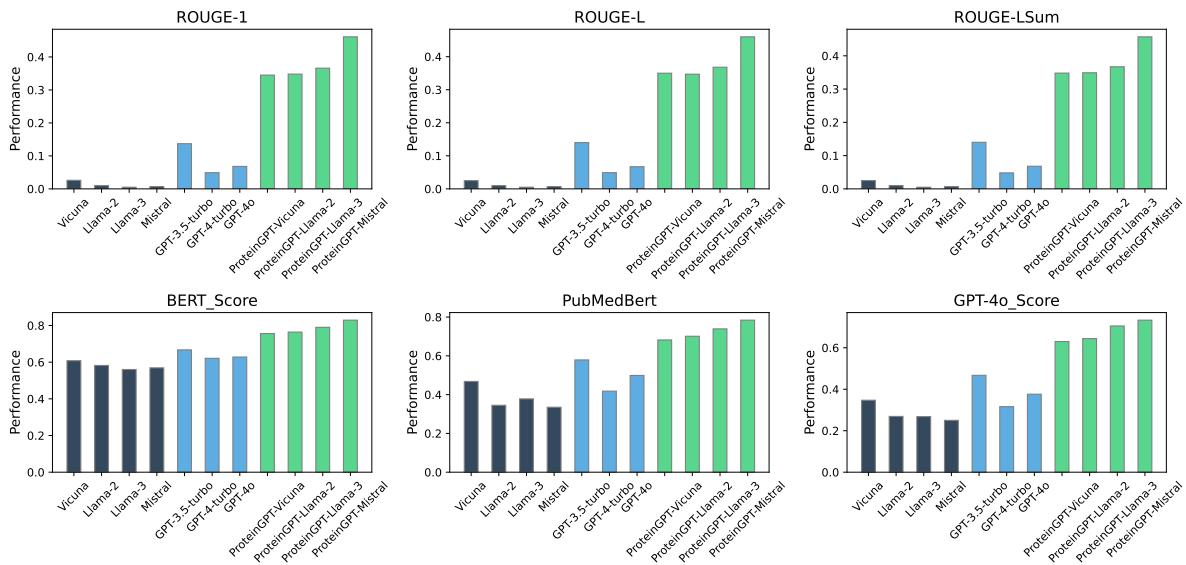 ROUGE-1
Performance
0.4
0.3
0.2
0.1
0.0
Vicuna
Llama-2
Llama-3
Mistral
GPT-3.5-turbo
GPT-4-turbo
GPT-4o
ProteinGPT-Vicuna
ProteinGPT-Llama-2
ProteinGPT-Llama-3
ProteinGPT-Mistral
ROUGE-L
Performance
0.4
0.3
0.2
0.1
0.0
Vicuna
Llama-2
Llama-3
Mistral
GPT-3.5-turbo
GPT-4-turbo
GPT-4o
ProteinGPT-Vicuna
ProteinGPT-Llama-2
ProteinGPT-Llama-3
ProteinGPT-Mistral
ROUGE-LSum
Performance
0.4
0.3
0.2
0.1
0.0
Vicuna
Llama-2
Llama-3
Mistral
GPT-3.5-turbo
GPT-4-turbo
GPT-4o
ProteinGPT-Vicuna
ProteinGPT-Llama-2
ProteinGPT-Llama-3
ProteinGPT-Mistral
BERT_Score
Performance
0.8
0.6
0.4
0.2
0.0
Vicuna
Llama-2
Llama-3
Mistral
GPT-3.5-turbo
GPT-4-turbo
GPT-4o
ProteinGPT-Vicuna
ProteinGPT-Llama-2
ProteinGPT-Llama-3
ProteinGPT-Mistral
PubMedBert
Performance
0.8
0.6
0.4
0.2
0.0
Vicuna
Llama-2
Llama-3
Mistral
GPT-3.5-turbo
GPT-4-turbo
GPT-4o
ProteinGPT-Vicuna
ProteinGPT-Llama-2
ProteinGPT-Llama-3
ProteinGPT-Mistral
GPT-4o_Score
Performance
0.6
0.4
0.2
0.0
Vicuna
Llama-2
Llama-3
Mistral
GPT-3.5-turbo
GPT-4-turbo
GPT-4o
ProteinGPT-Vicuna
ProteinGPT-Llama-2
ProteinGPT-Llama-3
ProteinGPT-Mistral